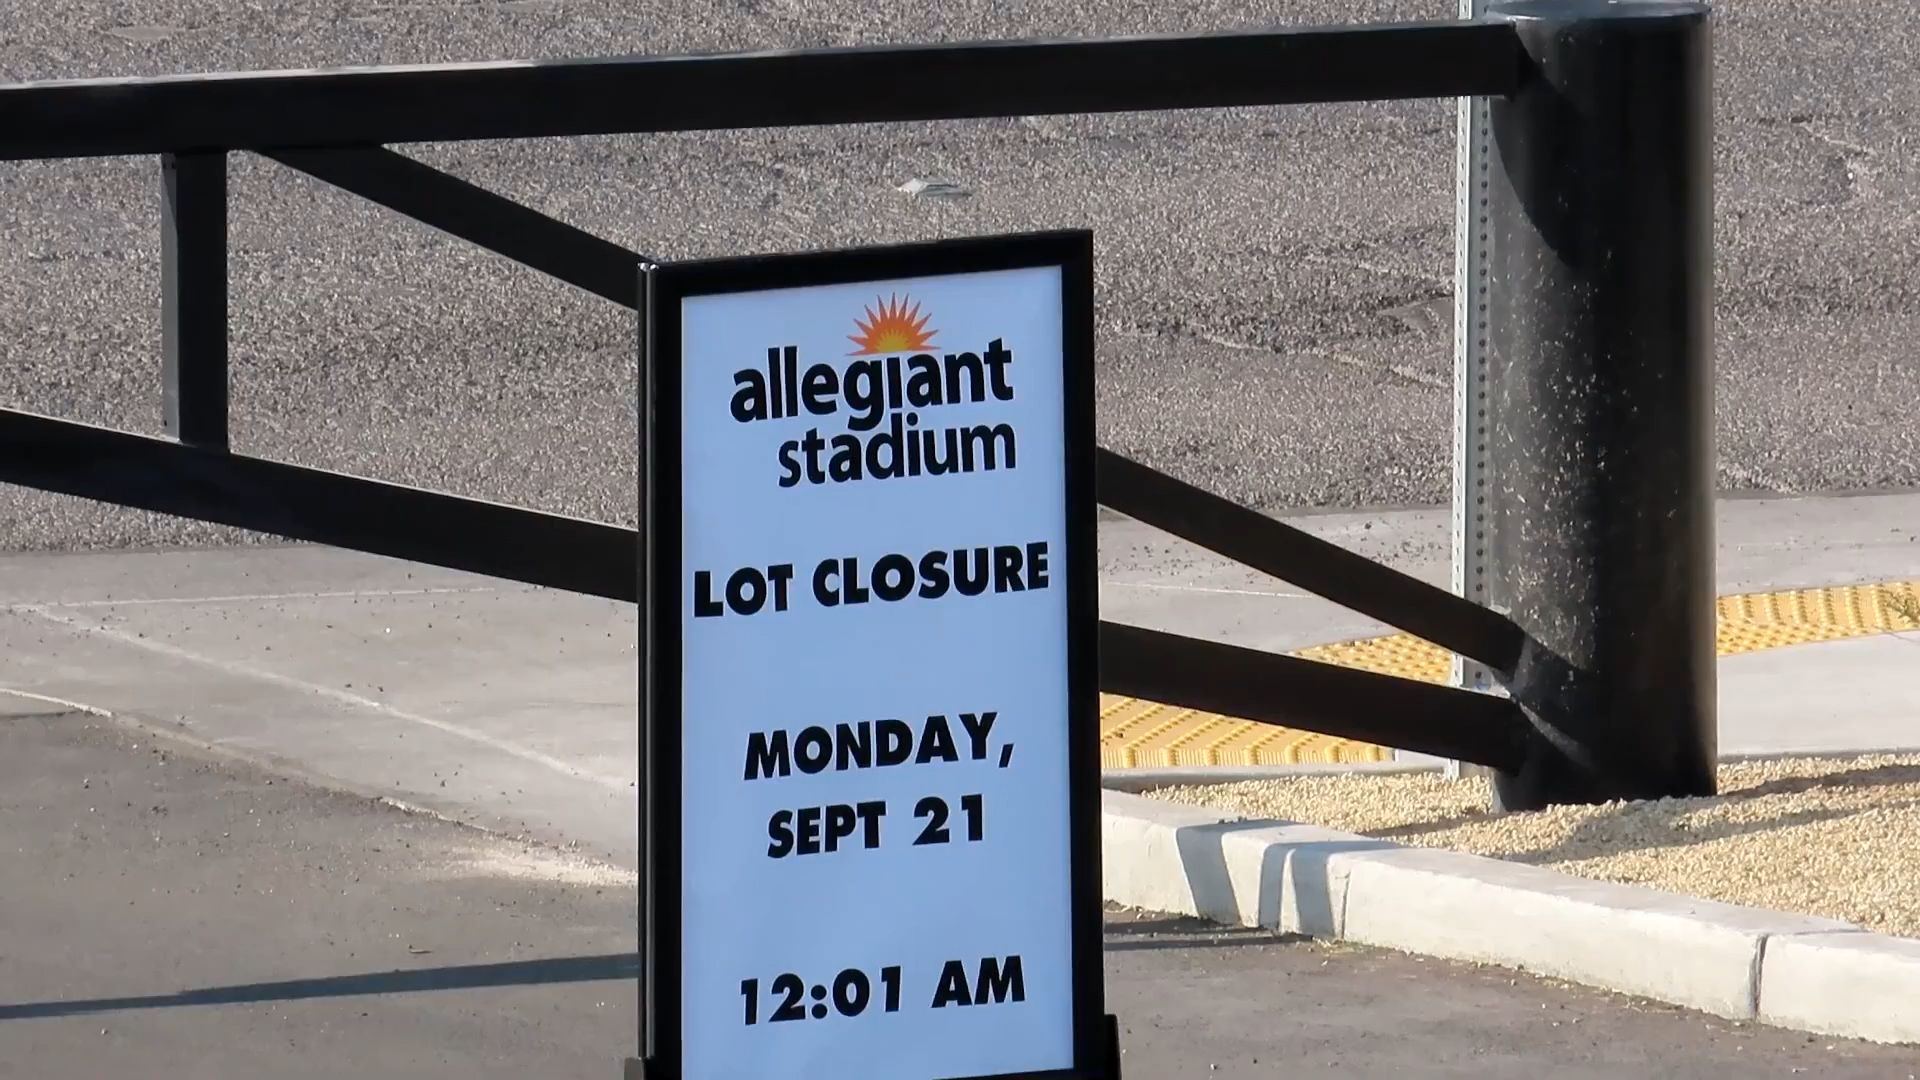 allegiant
stadium
LOT CLOSURE
MONDAY,
SEPT 21
12:01 AM